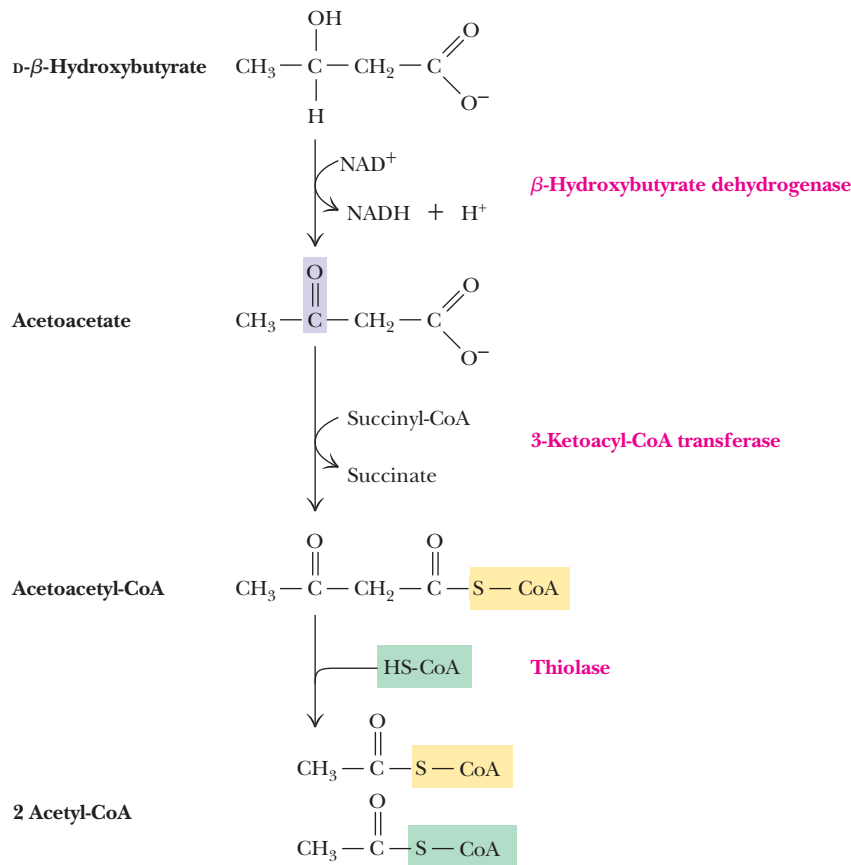 OH
O
D-β-Hydroxybutyrate CH₃—C—CH₂—C
O⁻
H
NAD⁺
β-Hydroxybutyrate dehydrogenase
NADH + H⁺
O
O
Acetoacetate CH₃—C—CH₂—C
O⁻
Succinyl-CoA
3-Ketoacyl-CoA transferase
Succinate
O O
Acetoacetyl-CoA CH₃—C—CH₂—C—S—CoA
HS-CoA Thiolase
O
CH₃—C—S—CoA
2 Acetyl-CoA
O
CH₃—C—S—CoA